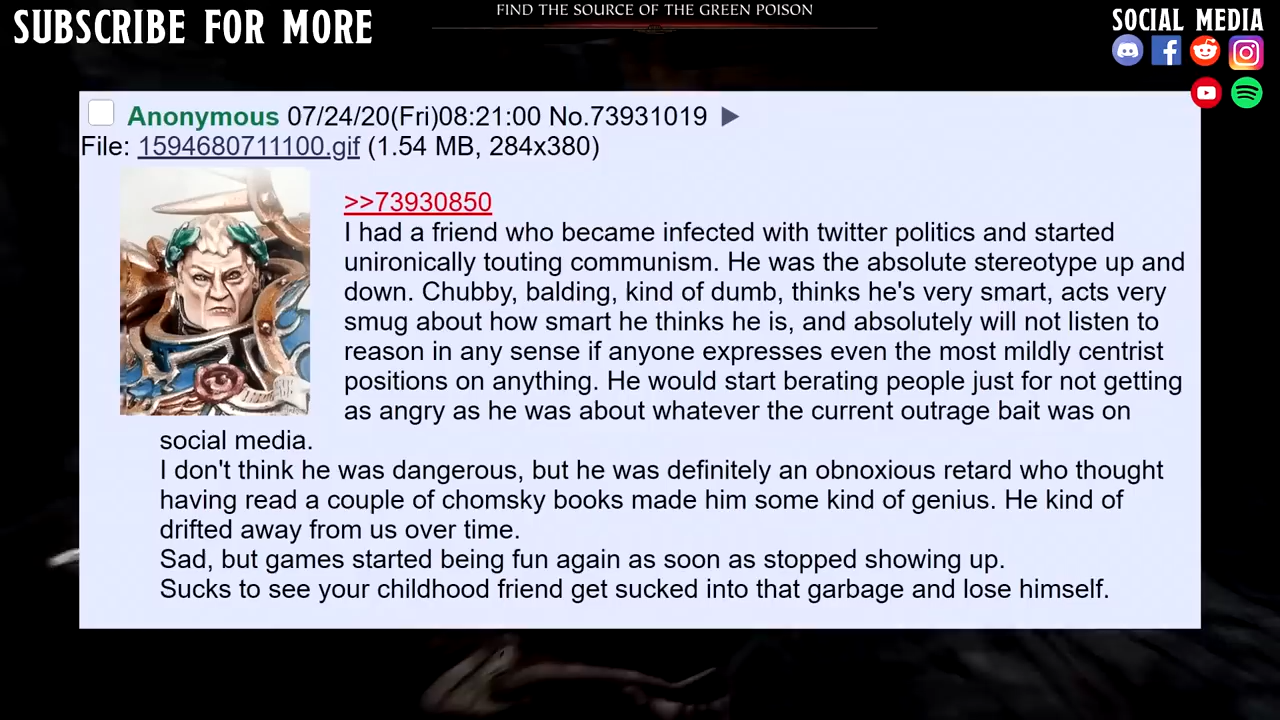 FIND THE SOURCE OF THE GREEN POISON
SUBSCRIBE FOR MORE
SOCIAL MEDIA
Anonymous 07/24/20(Fri)08:21:00 No.73931019 ▶
File: 1594680711100.gif (1.54 MB, 284x380)
>>73930850
I had a friend who became infected with twitter politics and started
unironically touting communism. He was the absolute stereotype up and
down. Chubby, balding, kind of dumb, thinks he's very smart, acts very
smug about how smart he thinks he is, and absolutely will not listen to
reason in any sense if anyone expresses even the most mildly centrist
positions on anything. He would start berating people just for not getting
as angry as he was about whatever the current outrage bait was on
social media.
I don't think he was dangerous, but he was definitely an obnoxious retard who thought
having read a couple of chomsky books made him some kind of genius. He kind of
drifted away from us over time.
Sad, but games started being fun again as soon as stopped showing up.
Sucks to see your childhood friend get sucked into that garbage and lose himself.